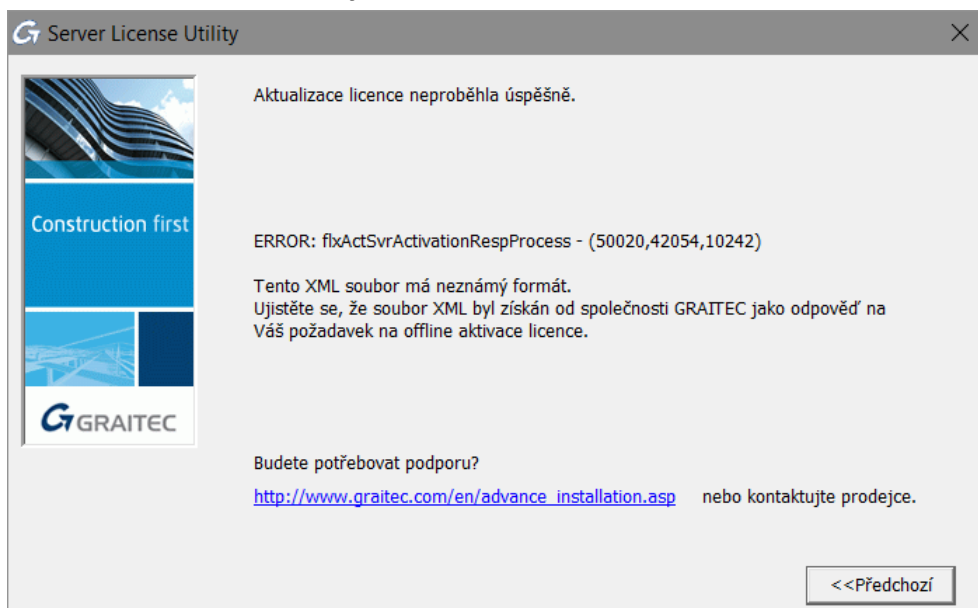 Server License Utility
Aktualizace licence neproběhla úspěšně.
Construction first
ERROR: flxActSvrActivationRespProcess - (50020,42054,10242)
Tento XML soubor má neznámý formát.
Ujistěte se, že soubor XML byl získán od společnosti GRAITEC jako odpověď na
Váš požadavek na offline aktivace licence.
GRAITEC
Budete potřebovat podporu?
http://www.graitec.com/en/advance_installation.asp nebo kontaktujte prodejce.
<<Předchozí